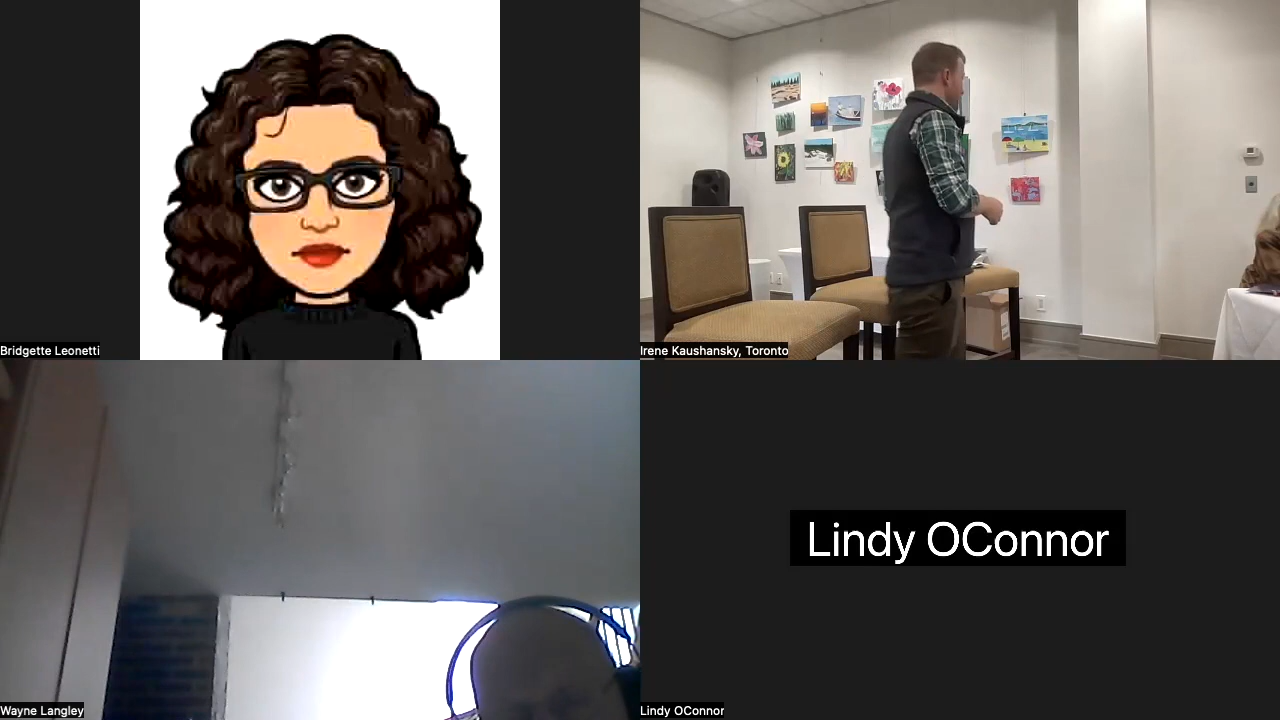 Bridgette Leonetti
Irene Kaushansky, Toronto
Lindy OConnor
Wayne Langley
Lindy OConnor